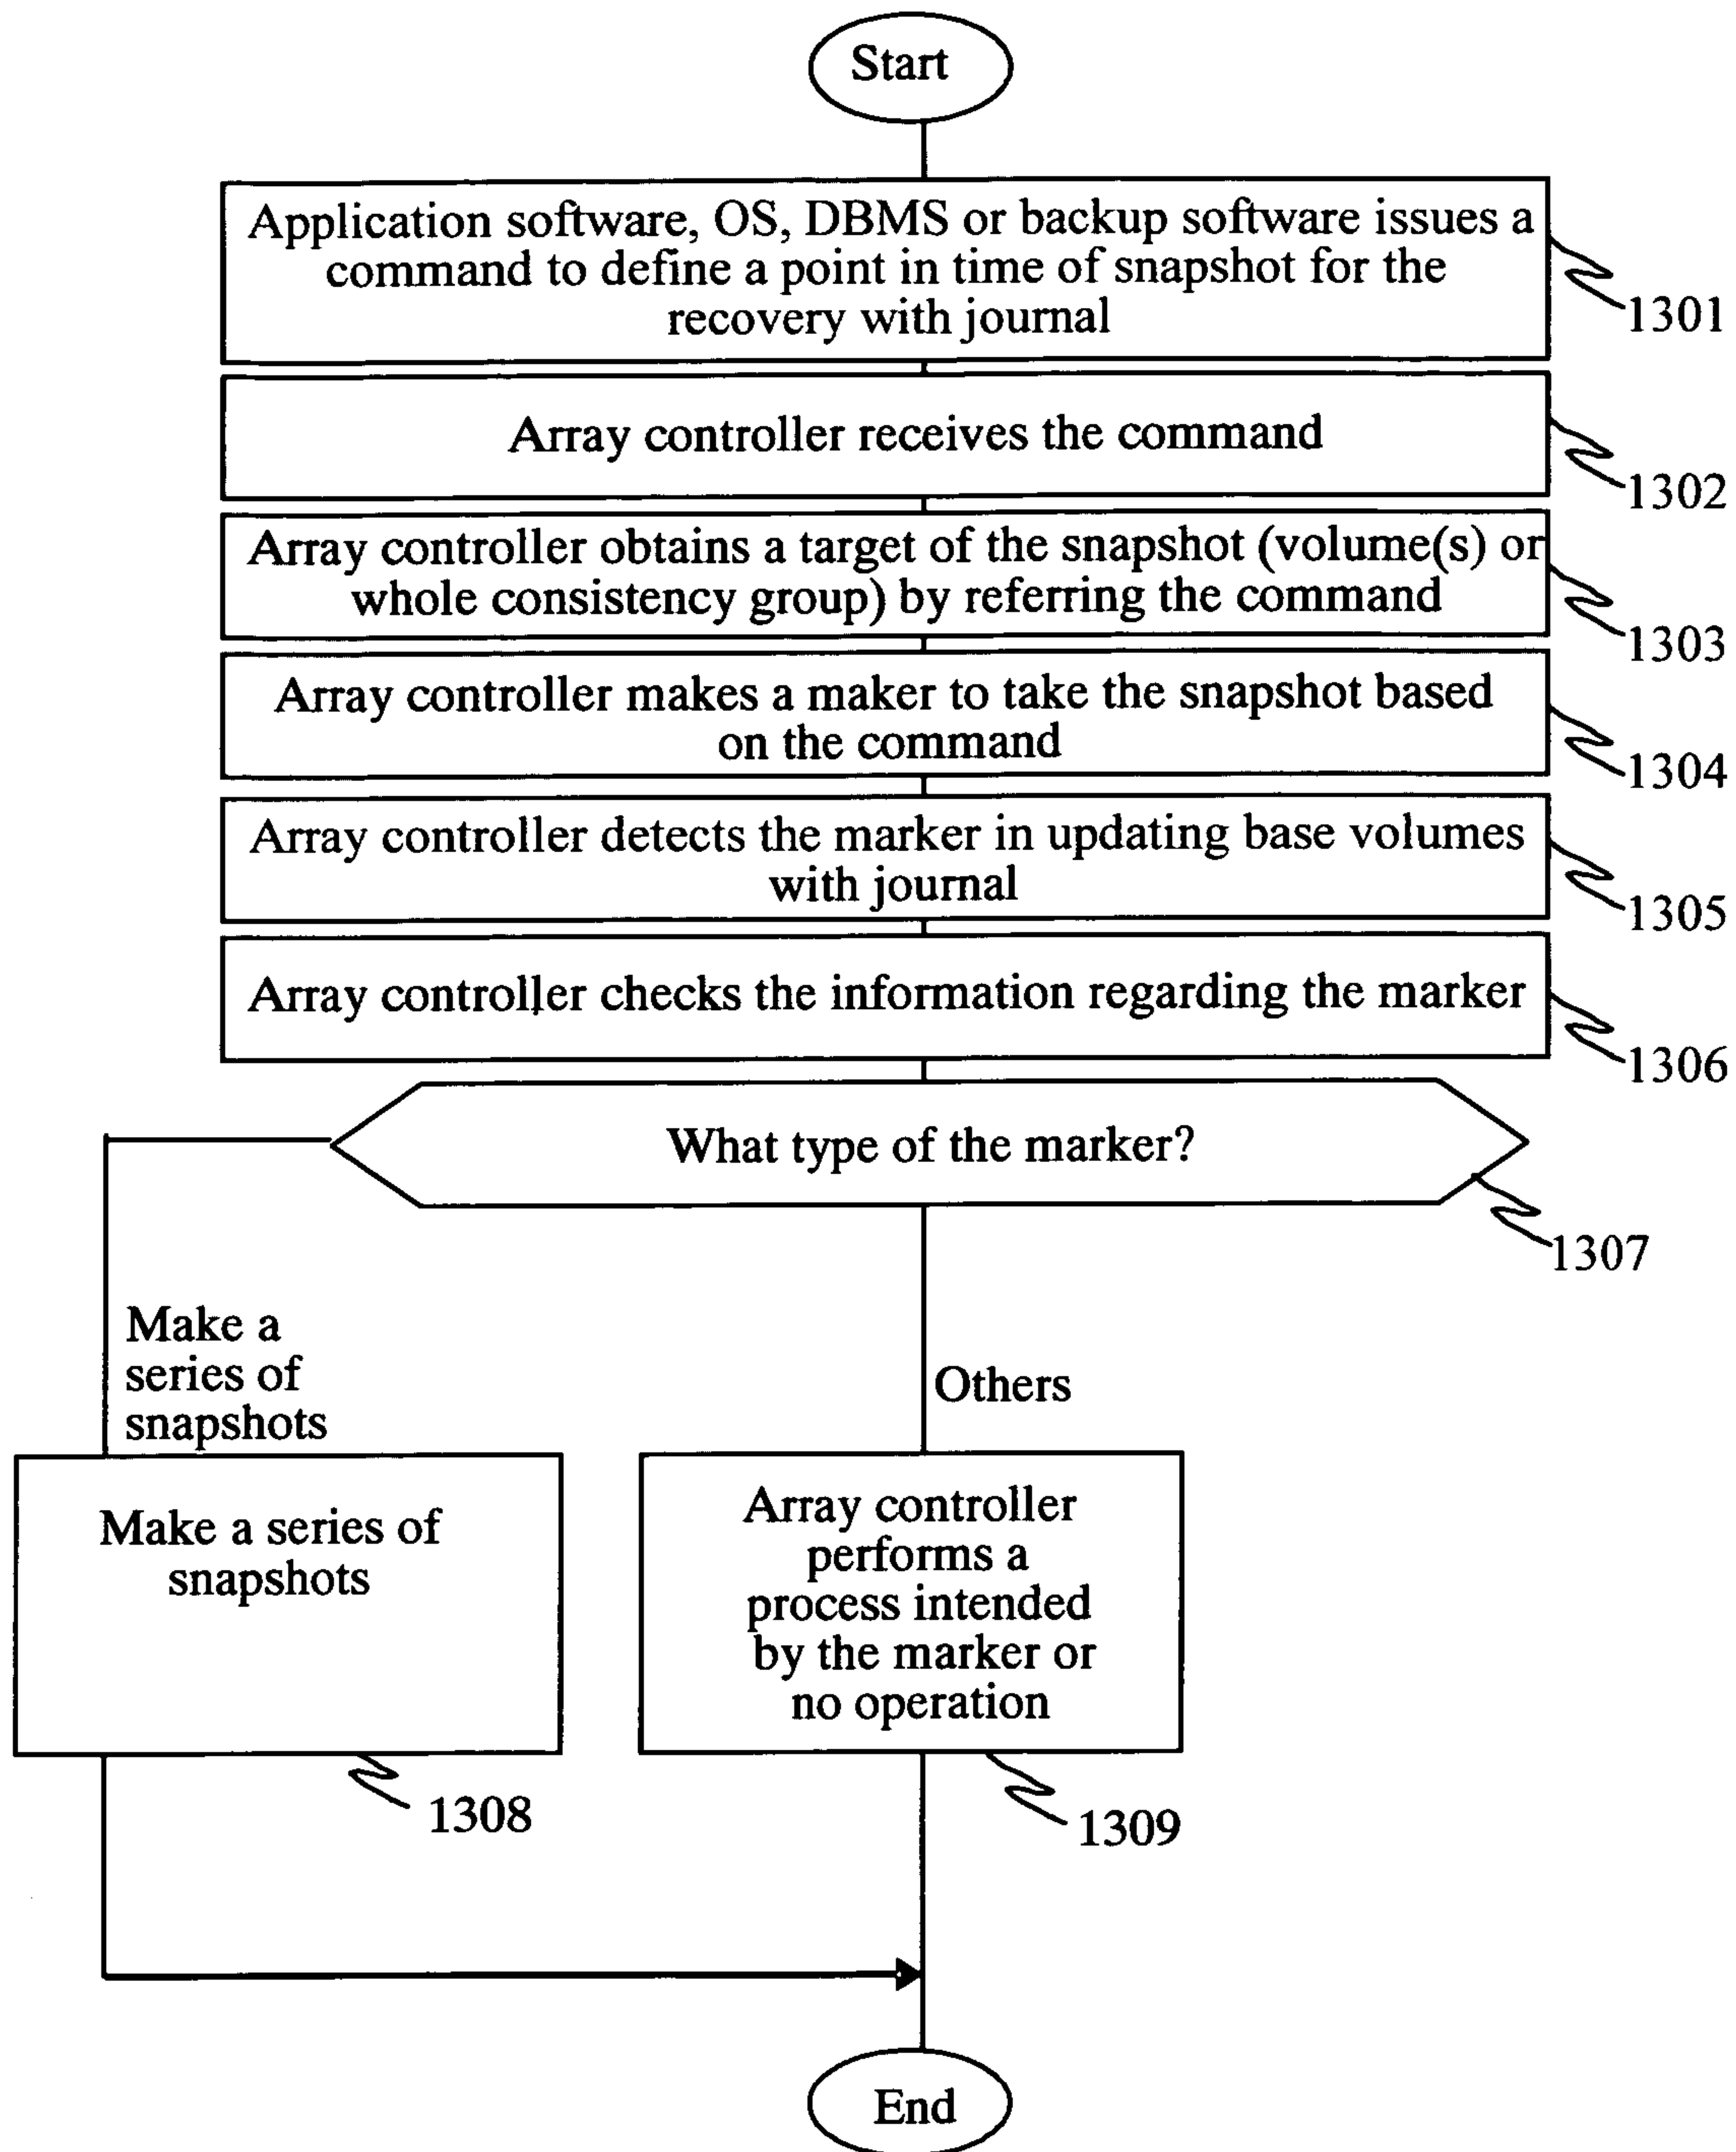 Start
Application software, OS, DBMS or backup software issues a
command to define a point in time of snapshot for the
recovery with journal
1301
Array controller receives the command
1302
Array controller obtains a target of the snapshot (volume(s) or
whole consistency group) by referring the command
1303
Array controller makes a maker to take the snapshot based
on the command
1304
Array controller detects the marker in updating base volumes
with journal
1305
Array controller checks the information regarding the marker
1306
What type of the marker?
1307
Make a
series of
snapshots
Others
Make a series of
snapshots
1308
Array controller
performs a
process intended
by the marker or
no operation
1309
End